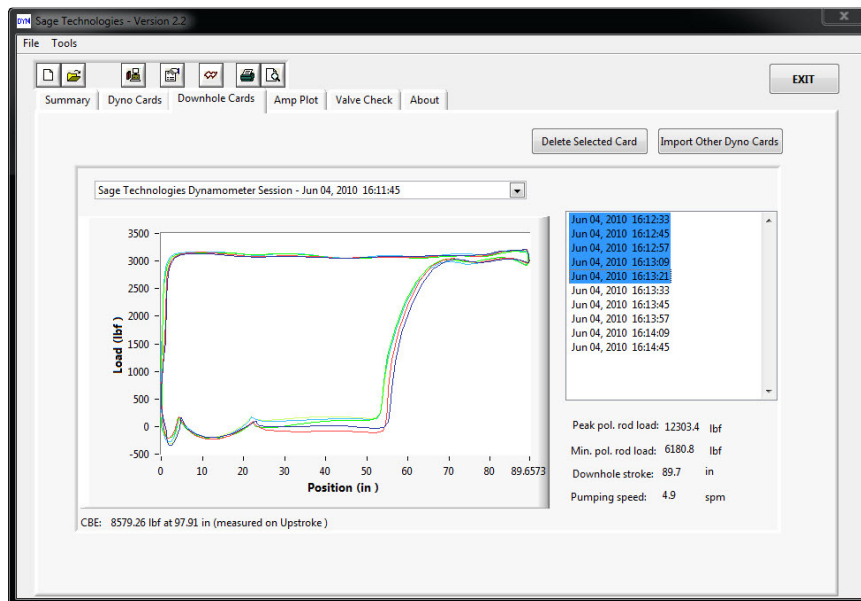 DYN Sage Technologies - Version 2.2
File Tools
EXIT
Summary Dyno Cards Downhole Cards Amp Plot Valve Check About
Delete Selected Card Import Other Dyno Cards
Sage Technologies Dynamometer Session - Jun 04, 2010 16:11:45
Jun 04, 2010 16:12:33
Jun 04, 2010 16:12:45
Jun 04, 2010 16:12:57
Jun 04, 2010 16:13:09
Jun 04, 2010 16:13:21
Jun 04, 2010 16:13:33
Jun 04, 2010 16:13:45
Jun 04, 2010 16:13:57
Jun 04, 2010 16:14:09
Jun 04, 2010 16:14:45
3500
3000
2500
2000
1500
1000
500
0
-500
Load (lbf )
0 10 20 30 40 50 60 70 80 89.6573
Position (in )
Peak pol. rod load: 12303.4 lbf
Min. pol. rod load: 6180.8 lbf
Downhole stroke: 89.7 in
Pumping speed: 4.9 spm
CBE: 8579.26 lbf at 97.91 in (measured on Upstroke )